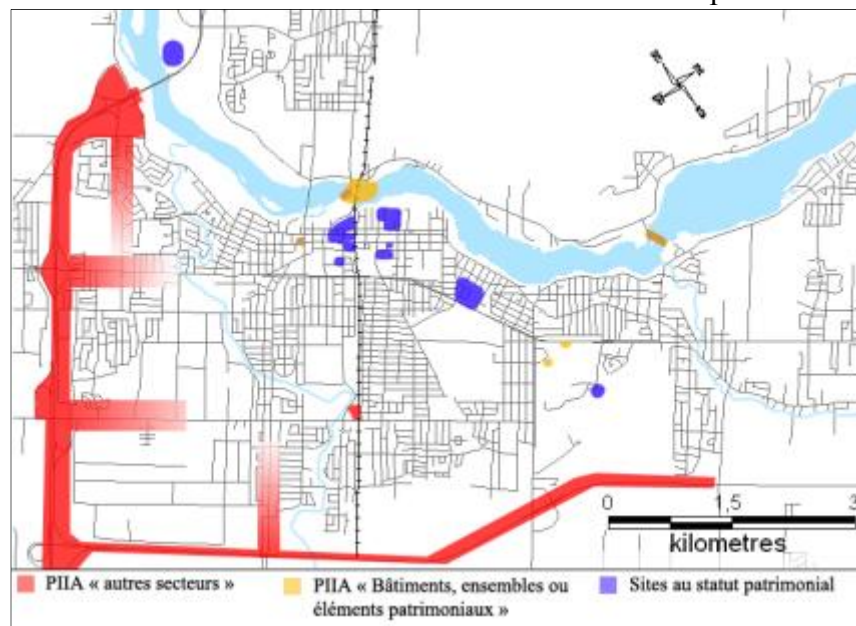 0 1,5 3
kilometres
PIIA « autres secteurs »
PIIA « Bâtiments, ensembles ou
éléments patrimoniaux »
Sites au statut patrimonial